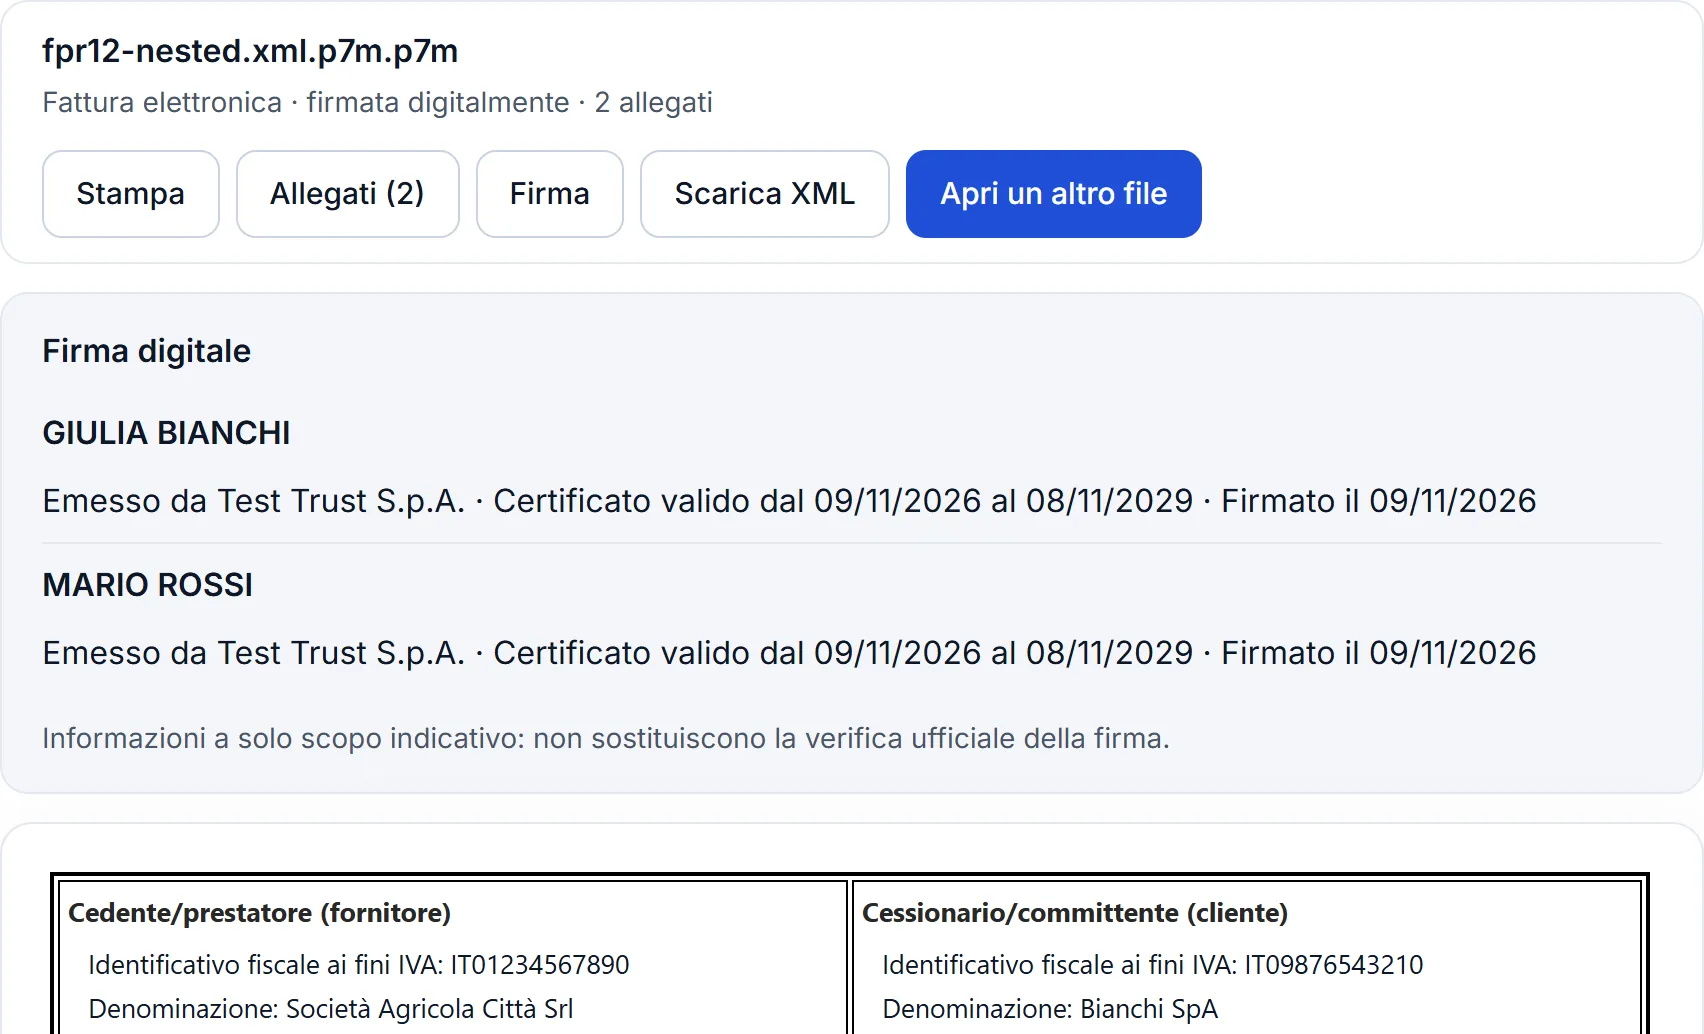 fpr12-nested.xml.p7m.p7m
Fattura elettronica · firmata digitalmente · 2 allegati
Stampa
Allegati (2)
Firma
Scarica XML
Apri un altro file
Firma digitale
GIULIA BIANCHI
Emesso da Test Trust S.p.A. · Certificato valido dal 09/11/2026 al 08/11/2029 · Firmato il 09/11/2026
MARIO ROSSI
Emesso da Test Trust S.p.A. · Certificato valido dal 09/11/2026 al 08/11/2029 · Firmato il 09/11/2026
Informazioni a solo scopo indicativo: non sostituiscono la verifica ufficiale della firma.
Cedente/prestatore (fornitore)
Identificativo fiscale ai fini IVA: IT01234567890
Denominazione: Società Agricola Città Srl
Cessionario/committente (cliente)
Identificativo fiscale ai fini IVA: IT09876543210
Denominazione: Bianchi SpA